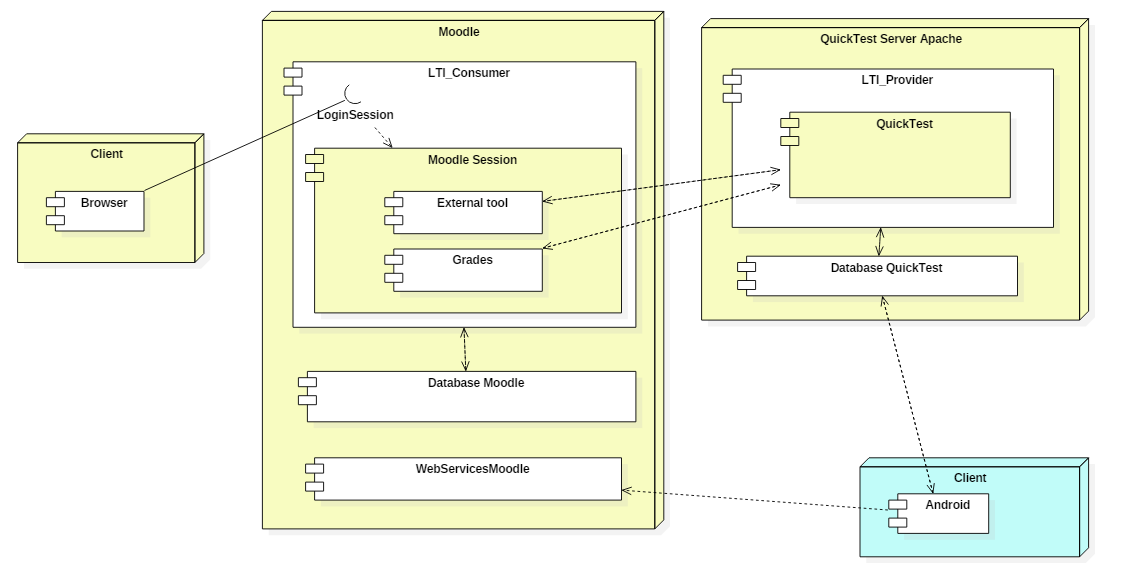 Moodle
LTI_Consumer
LoginSession
Moodle Session
External tool
Grades
Database Moodle
WebServicesMoodle
Client
Browser
QuickTest Server Apache
LTI_Provider
QuickTest
Database QuickTest
Client
Android